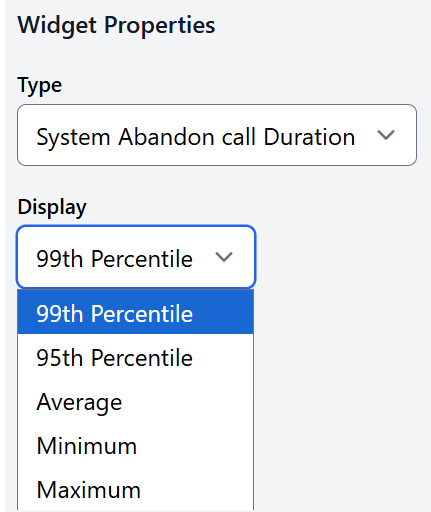 Widget Properties
Type
System Abandon call Duration
Display
99th Percentile
99th Percentile
95th Percentile
Average
Minimum
Maximum